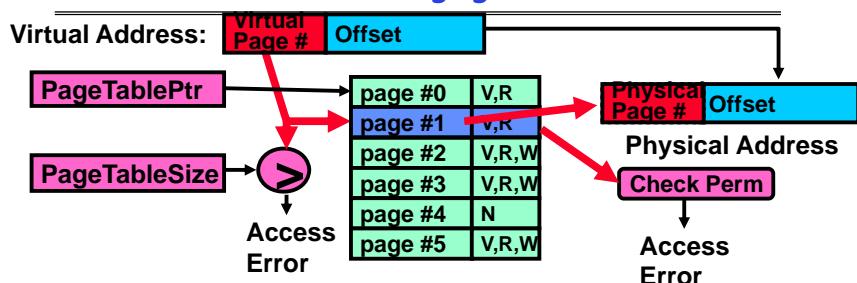 Virtual Address:
Virtual
Page #
Offset
PageTablePtr
page #0 V,R
page #1 V,R
page #2 V,R,W
page #3 V,R,W
page #4 N
page #5 V,R,W
Physical
Page #
Offset
Physical Address
PageTableSize
>
Check Perm
Access
Error
Access
Error